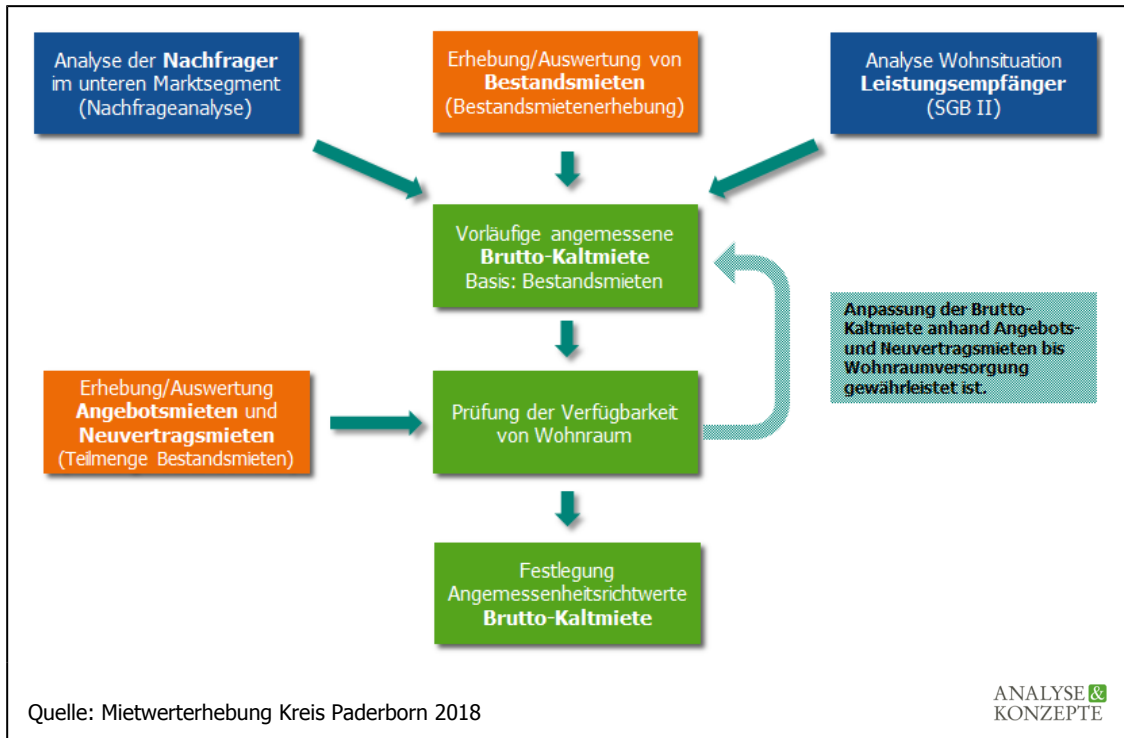 Analyse der Nachfrager
im unteren Marktsegment
(Nachfrageanalyse)
Erhebung/Auswertung von
Bestandsmieten
(Bestandsmietenerhebung)
Analyse Wohnsituation
Leistungsempfänger
(SGB II)
Vorläufige angemessene
Brutto-Kaltmiete
Basis: Bestandsmieten
Anpassung der Brutto-
Kaltmiete anhand Angebots-
und Neuvertragsmieten bis
Wohnraumversorgung
gewährleistet ist.
Erhebung/Auswertung
Angebotsmieten und
Neuvertragsmieten
(Teilmenge Bestandsmieten)
Prüfung der Verfügbarkeit
von Wohnraum
Festlegung
Angemessenheitsrichtwerte
Brutto-Kaltmiete
Quelle: Mietwerterhebung Kreis Paderborn 2018
ANALYSE &
KONZEPTE